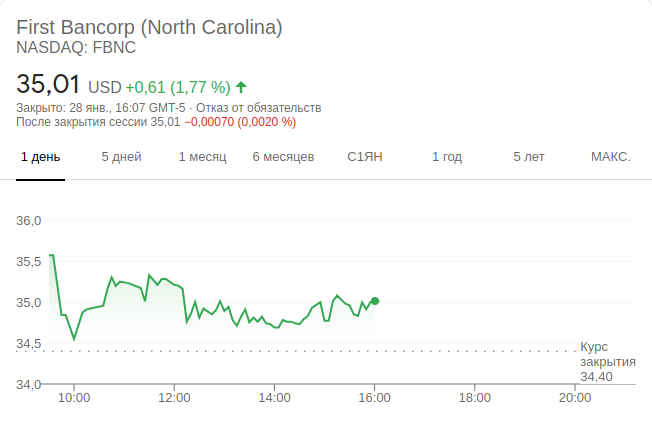 First Bancorp (North Carolina)
NASDAQ: FBNC
35,01 USD +0,61 (1,77 %)
Закрыто: 28 янв., 16:07 GMT-5 · Отказ от обязательств
После закрытия сессии 35,01 −0,00070 (0,0020 %)
1 день 5 дней 1 месяц 6 месяцев С1ЯН 1 год 5 лет МАКС.
36,0
35,5
35,0
34,5
Курс
закрытия
34,40
34,0
10:00 12:00 14:00 16:00 18:00 20:00